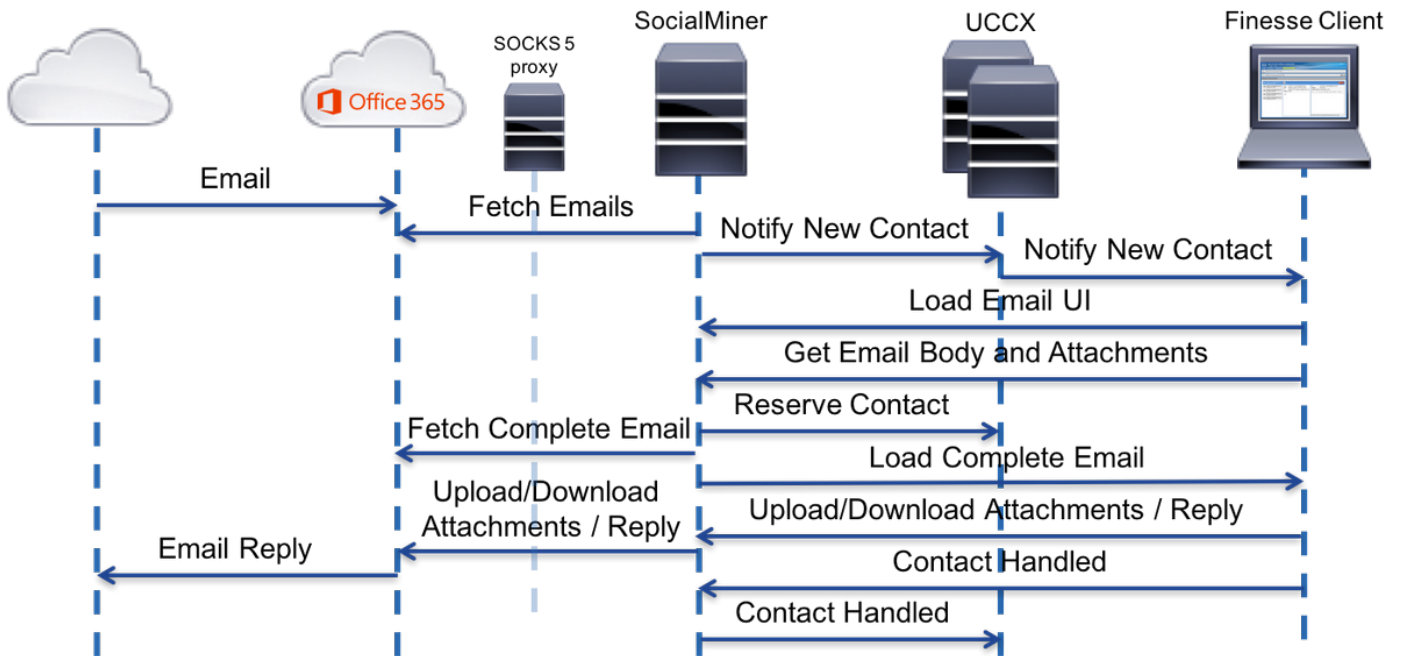 SocialMiner
UCCX
Finesse Client
SOCKS 5
proxy
Office 365
Email
Fetch Emails
Notify New Contact
Notify New Contact
Load Email UI
Get Email Body and Attachments
Reserve Contact
Fetch Complete Email
Load Complete Email
Upload/Download
Attachments / Reply
Upload/Download Attachments / Reply
Email Reply
Contact Handled
Contact Handled